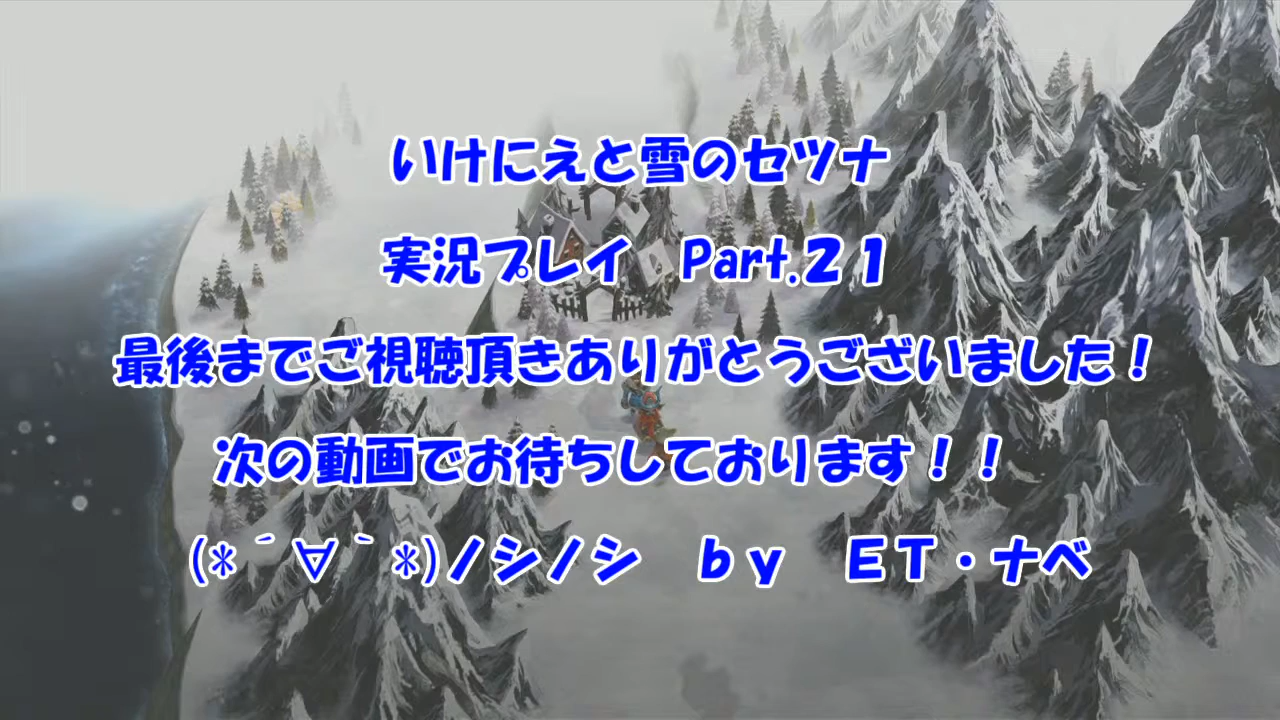 いけにえと雪のセツナ
実況プレイ　Part.２１
最後までご視聴頂きありがとうございました！
次の動画でお待ちしております！！
(*´∀｀*)ノシノシ　ｂｙ　ＥＴ・ナベ